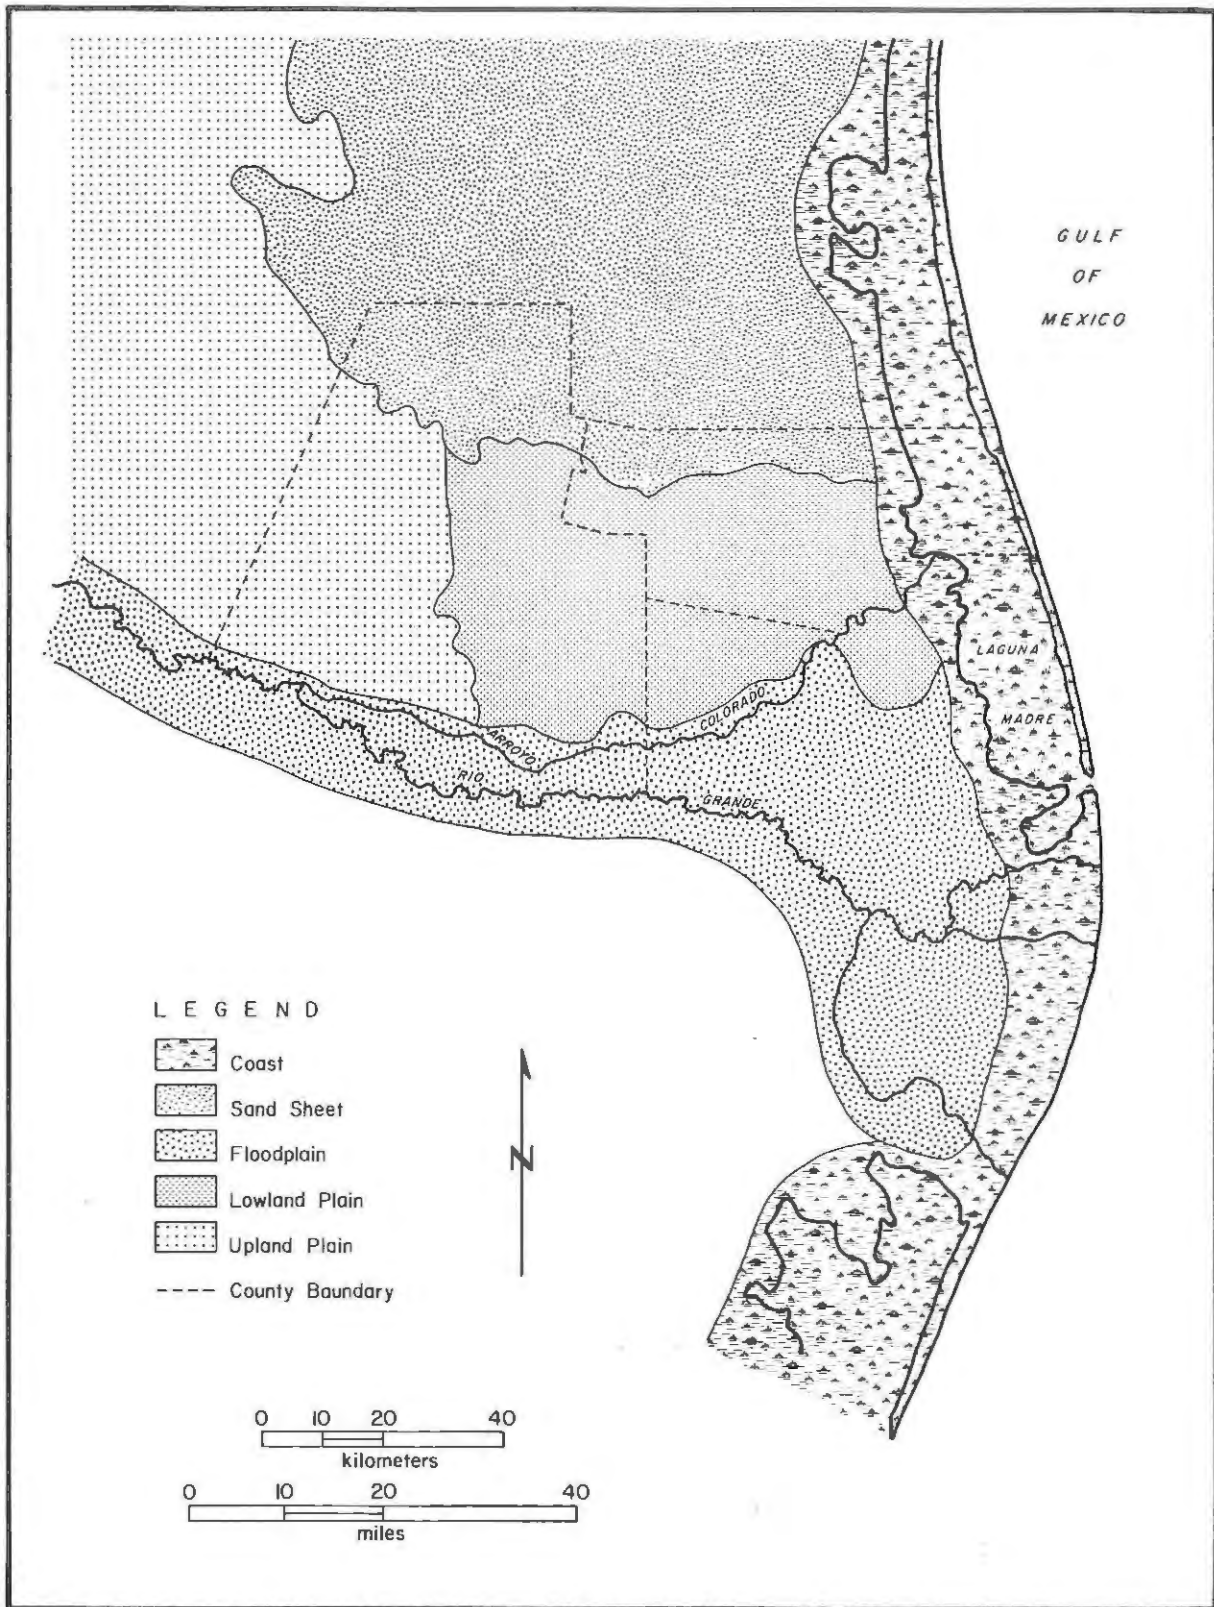 GULF
OF
MEXICO
LAGUNA
MADRE
ARROYO COLORADO
RIO GRANDE
LEGEND
Coast
Sand Sheet
Floodplain
Lowland Plain
Upland Plain
County Boundary
N
0 10 20 40
kilometers
0 10 20 40
miles